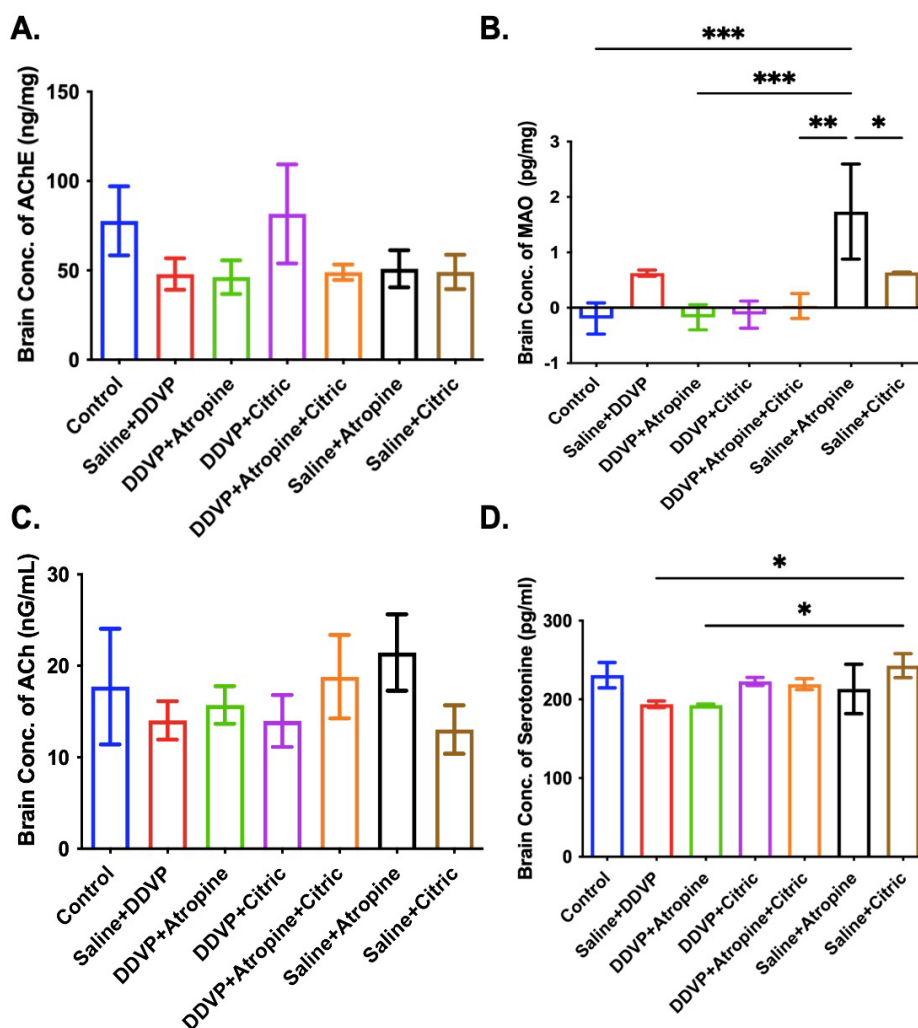 A.
Brain Conc. of AChE (ng/mg)
150
100
50
0
Control
Saline+DDVP
DDVP+Atropine
DDVP+Citric
DDVP+Atropine+Citric
Saline+Atropine
Saline+Citric
B.
***
***
**
*
Brain Conc. of MAO (pg/mg)
3
2
1
0
-1
Control
Saline+DDVP
DDVP+Atropine
DDVP+Citric
DDVP+Atropine+Citric
Saline+Atropine
Saline+Citric
C.
Brain Conc. of ACh (nG/mL)
30
20
10
0
Control
Saline+DDVP
DDVP+Atropine
DDVP+Citric
DDVP+Atropine+Citric
Saline+Atropine
Saline+Citric
D.
*
*
Brain Conc. of Serotonine (pg/ml)
300
200
100
0
Control
Saline+DDVP
DDVP+Atropine
DDVP+Citric
DDVP+Atropine+Citric
Saline+Atropine
Saline+Citric